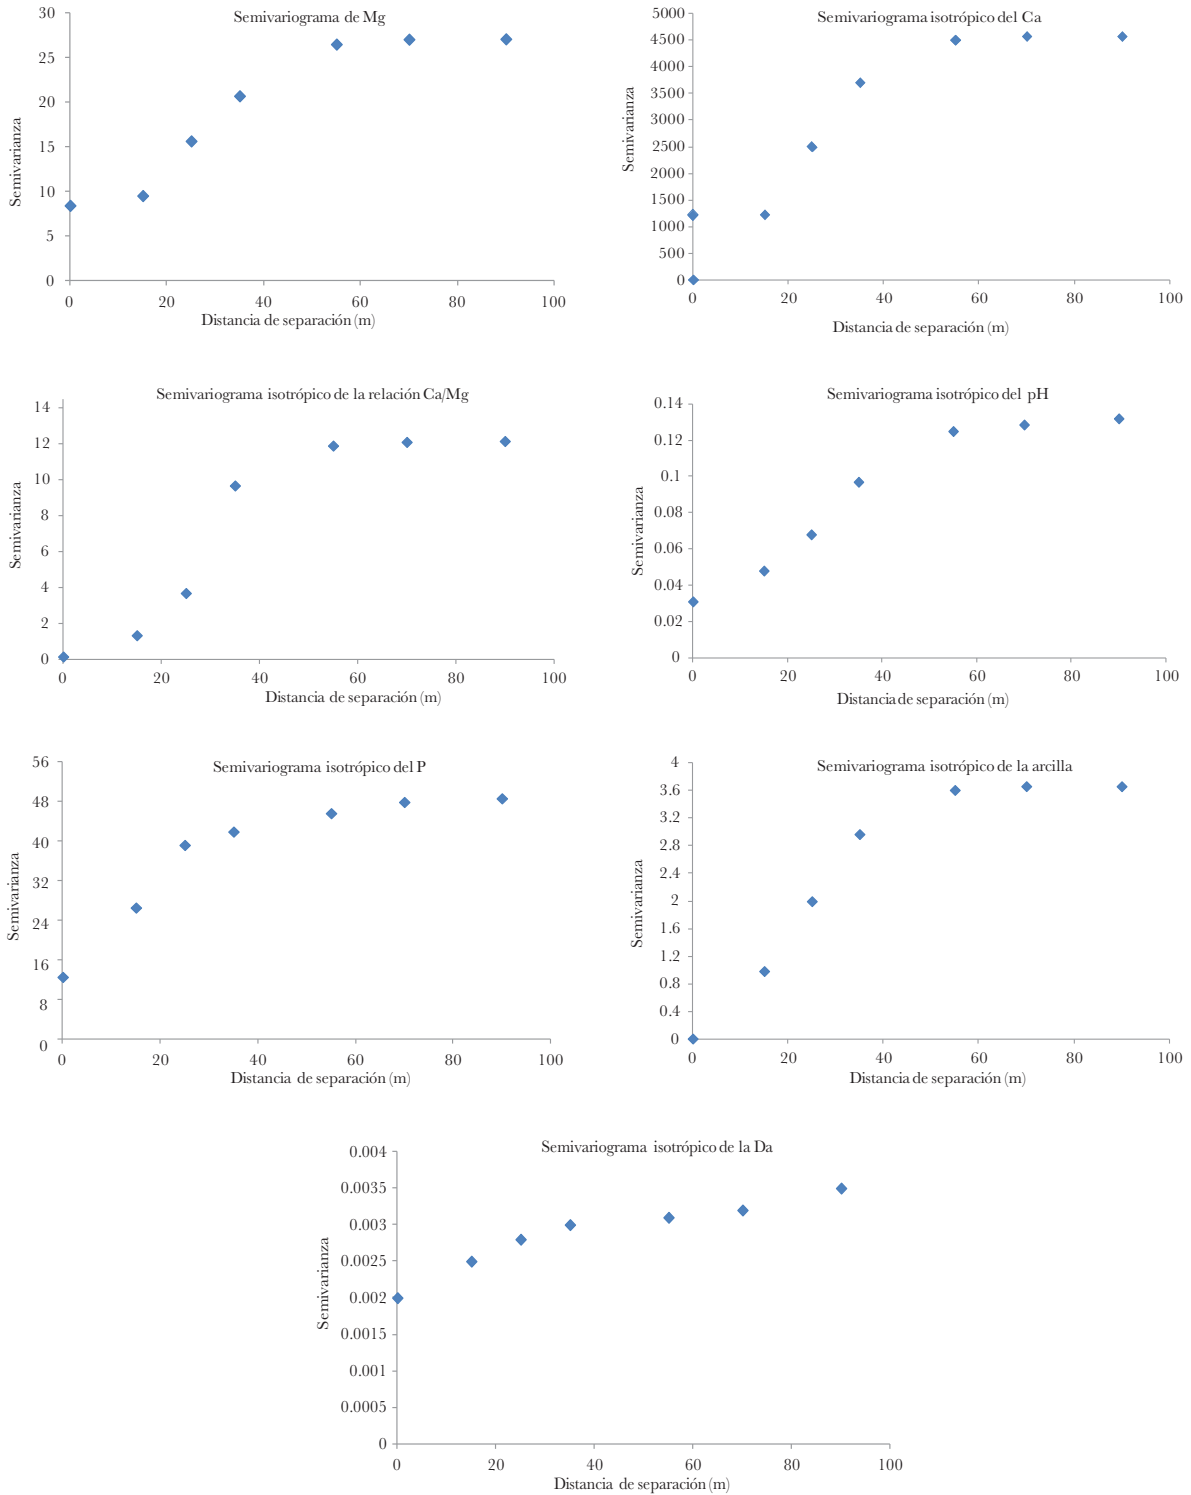 Semivariograma de Mg
30
25
20
15
10
5
0
Semivarianza
0 20 40 60 80 100
Distancia de separación (m)
Semivariograma isotrópico del Ca
5000
4500
4000
3500
3000
2500
2000
1500
1000
500
0
Semivarianza
0 20 40 60 80 100
Distancia de separación (m)
Semivariograma isotrópico de la relación Ca/Mg
14
12
10
8
6
4
2
0
Semivarianza
0 20 40 60 80 100
Distancia de separación (m)
Semivariograma isotrópico del pH
0.14
0.12
0.1
0.08
0.06
0.04
0.02
0
Semivarianza
0 20 40 60 80 100
Distancia de separación (m)
Semivariograma isotrópico del P
56
48
40
32
24
16
8
0
Semivarianza
0 20 40 60 80 100
Distancia de separación (m)
Semivariograma isotrópico de la arcilla
4
3.6
3.2
2.8
2.4
2
1.6
1.2
0.8
0.4
0
Semivarianza
0 20 40 60 80 100
Distancia de separación (m)
Semivariograma isotrópico de la Da
0.004
0.0035
0.003
0.0025
0.002
0.0015
0.001
0.0005
0
Semivarianza
0 20 40 60 80 100
Distancia de separación (m)